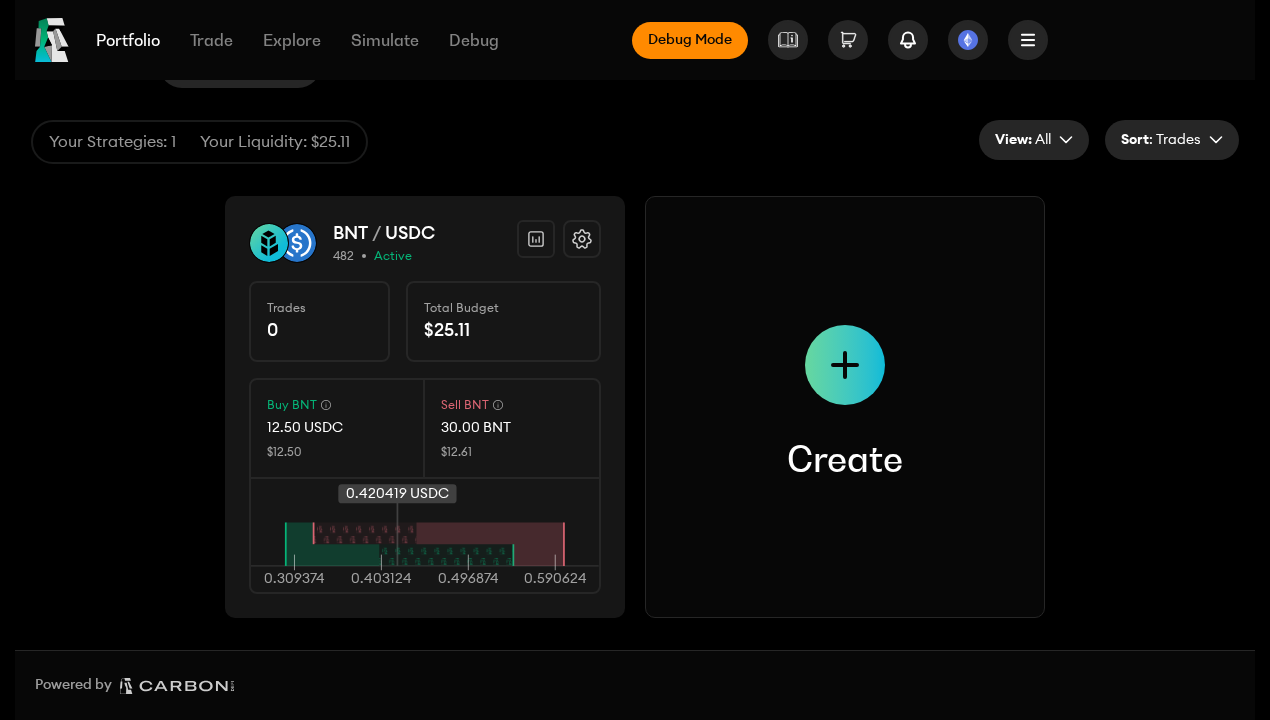 Portfolio Trade Explore Simulate Debug Debug Mode
Your Strategies: 1 Your Liquidity: $25.11 View: All Sort: Trades
BNT / USDC
482 • Active
Trades Total Budget
0 $25.11
Buy BNT Sell BNT
12.50 USDC 30.00 BNT
$12.50 $12.61
0.420419 USDC
0.309374 0.403124 0.496874 0.590624
Create
Powered by CARBON